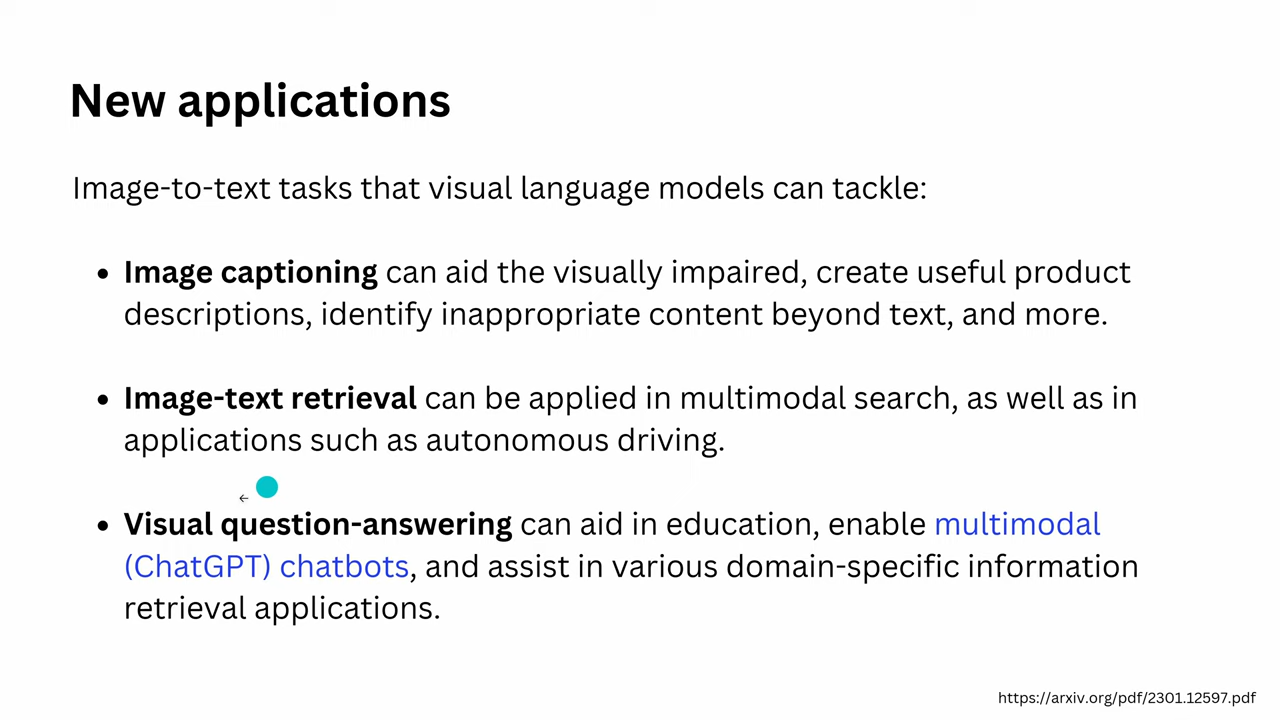 New applications
Image-to-text tasks that visual language models can tackle:
• Image captioning can aid the visually impaired, create useful product
descriptions, identify inappropriate content beyond text, and more.
• Image-text retrieval can be applied in multimodal search, as well as in
applications such as autonomous driving.
←
• Visual question-answering can aid in education, enable multimodal
(ChatGPT) chatbots, and assist in various domain-specific information
retrieval applications.
https://arxiv.org/pdf/2301.12597.pdf